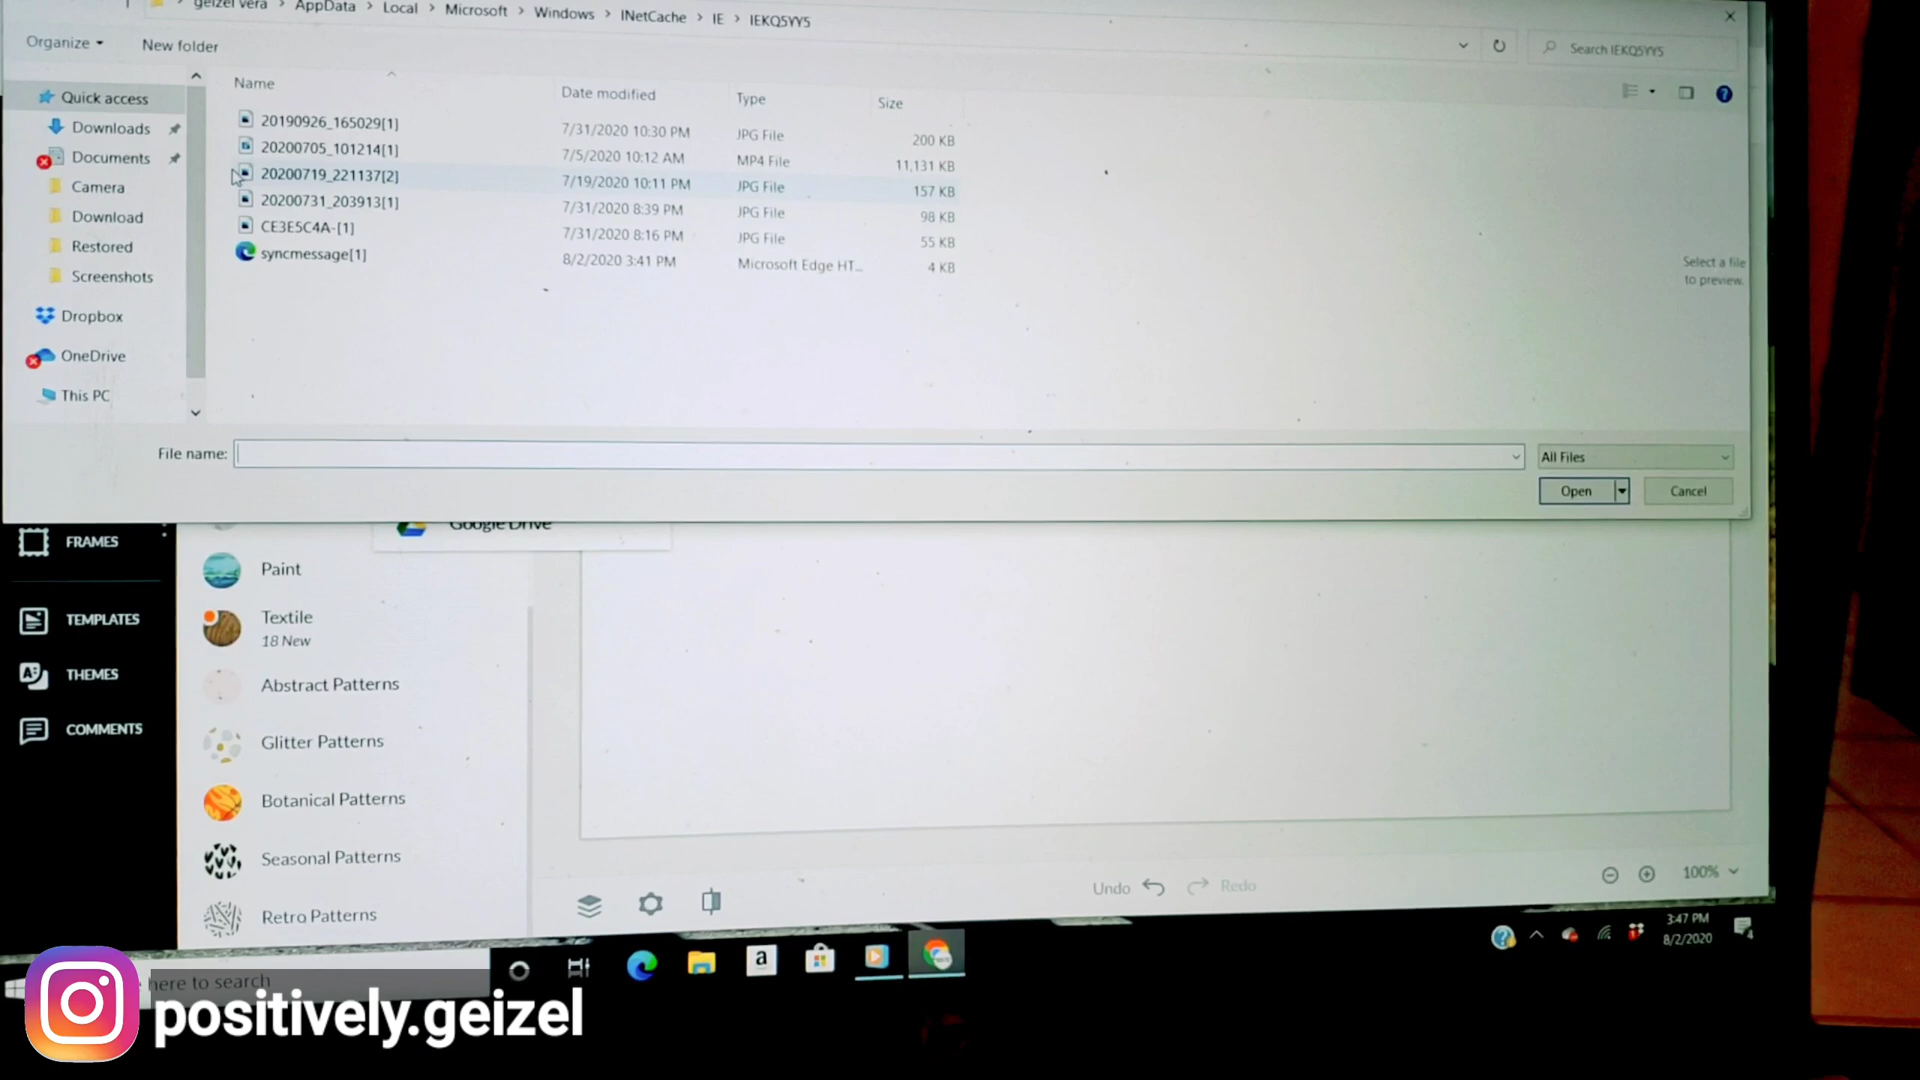 geizel vera > AppData > Local > Microsoft > Windows > INetCache > IE > IEKQ5YY5
Organize
New folder
Search IEKQ5YY5
Name
Date modified
Type
Size
Quick access
Downloads
Documents
Camera
Download
Restored
Screenshots
Dropbox
OneDrive
This PC
20190926_165029[1] 7/31/2020 10:30 PM JPG File 200 KB
20200705_101214[1] 7/5/2020 10:12 AM MP4 File 11,131 KB
20200719_221137[2] 7/19/2020 10:11 PM JPG File 157 KB
20200731_203913[1] 7/31/2020 8:39 PM JPG File 98 KB
CE3E5C4A-[1] 7/31/2020 8:16 PM JPG File 55 KB
syncmessage[1] 8/2/2020 3:41 PM Microsoft Edge HT... 4 KB
Select a file
to preview.
File name:
All Files
Open
Cancel
Google Drive
FRAMES
TEMPLATES
THEMES
COMMENTS
Paint
Textile
18 New
Abstract Patterns
Glitter Patterns
Botanical Patterns
Seasonal Patterns
Retro Patterns
Undo
Redo
100%
3:47 PM
8/2/2020
here to search
positively.geizel